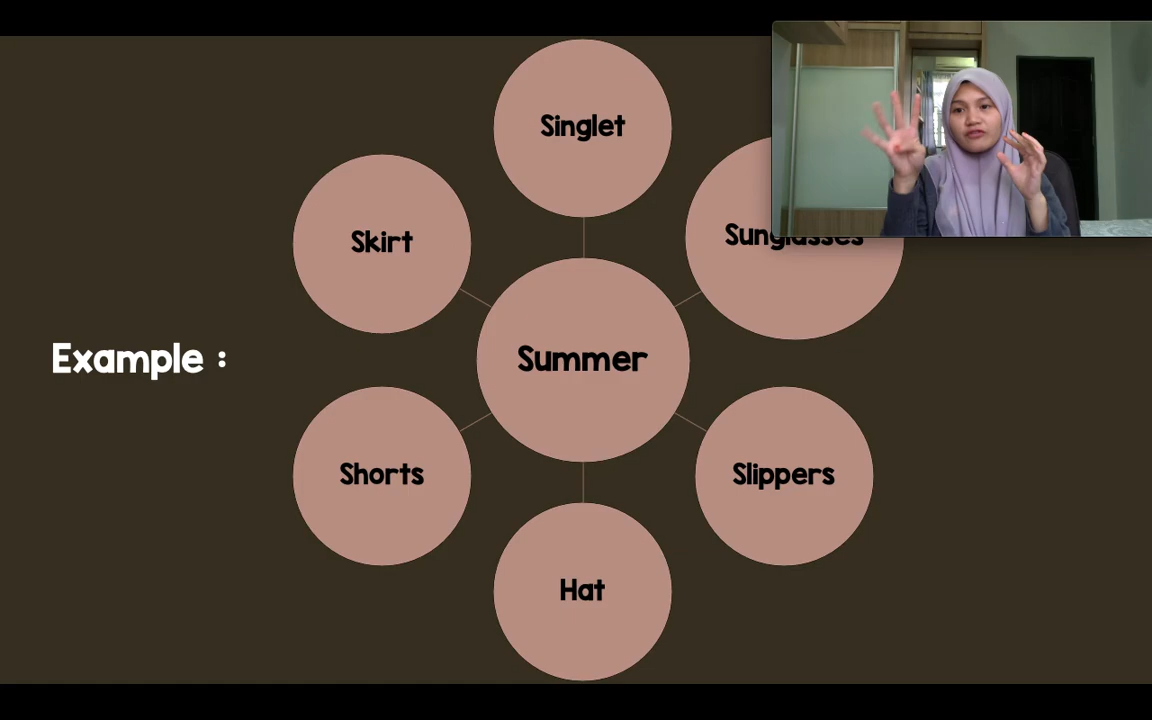 Singlet
Skirt
Sunglasses
Example :
Summer
Shorts
Slippers
Hat